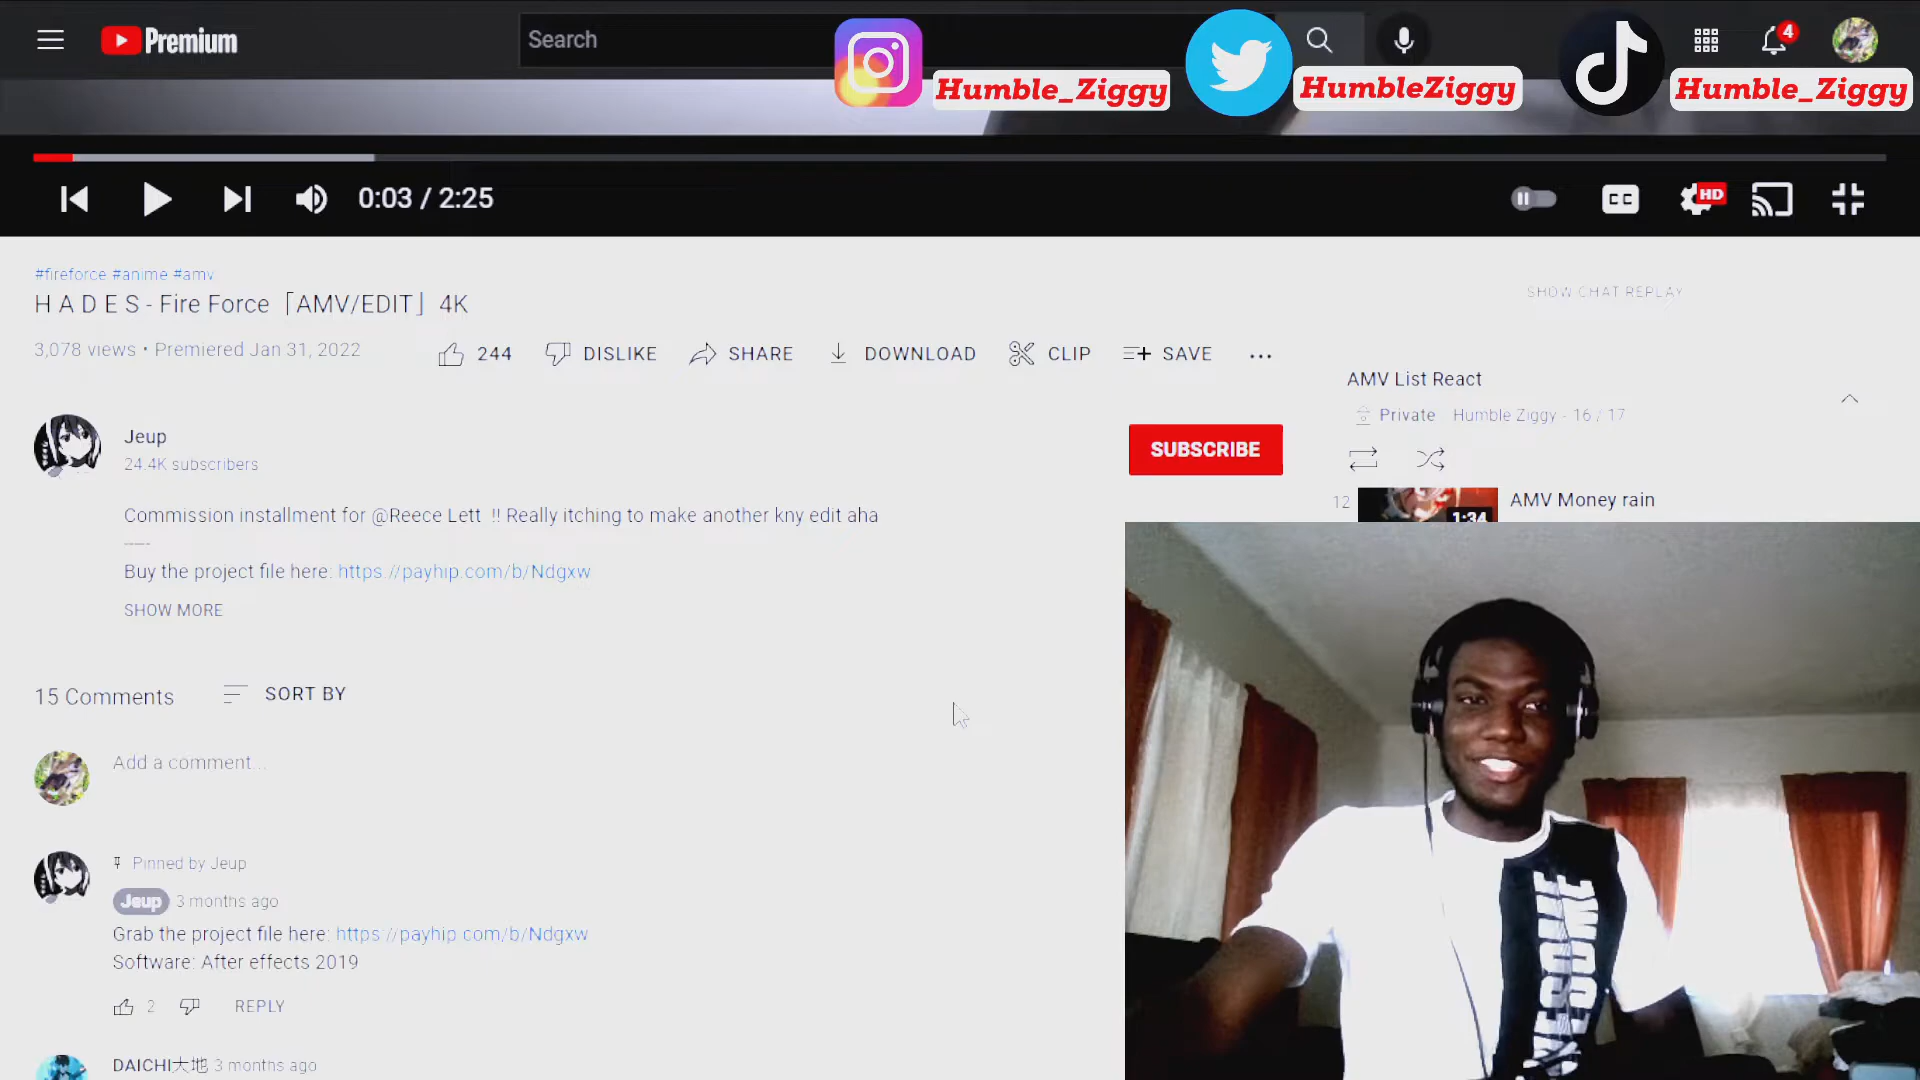 Premium
Search
4
Humble_Ziggy
HumbleZiggy
Humble_Ziggy
0:03 / 2:25
CC
HD
#fireforce #anime #amv
H A D E S - Fire Force「AMV/EDIT」4K
3,078 views • Premiered Jan 31, 2022
244
DISLIKE
SHARE
DOWNLOAD
CLIP
SAVE
SHOW CHAT REPLAY
AMV List React
Private Humble Ziggy - 16 / 17
Jeup
24.4K subscribers
SUBSCRIBE
12
1:34
AMV Money rain
Commission installment for @Reece Lett !! Really itching to make another kny edit aha
-----
Buy the project file here: https://payhip.com/b/Ndgxw
SHOW MORE
15 Comments
SORT BY
Add a comment...
Pinned by Jeup
Jeup 3 months ago
Grab the project file here: https://payhip.com/b/Ndgxw
Software: After effects 2019
2
REPLY
DAICHI大地 3 months ago
AWESOME